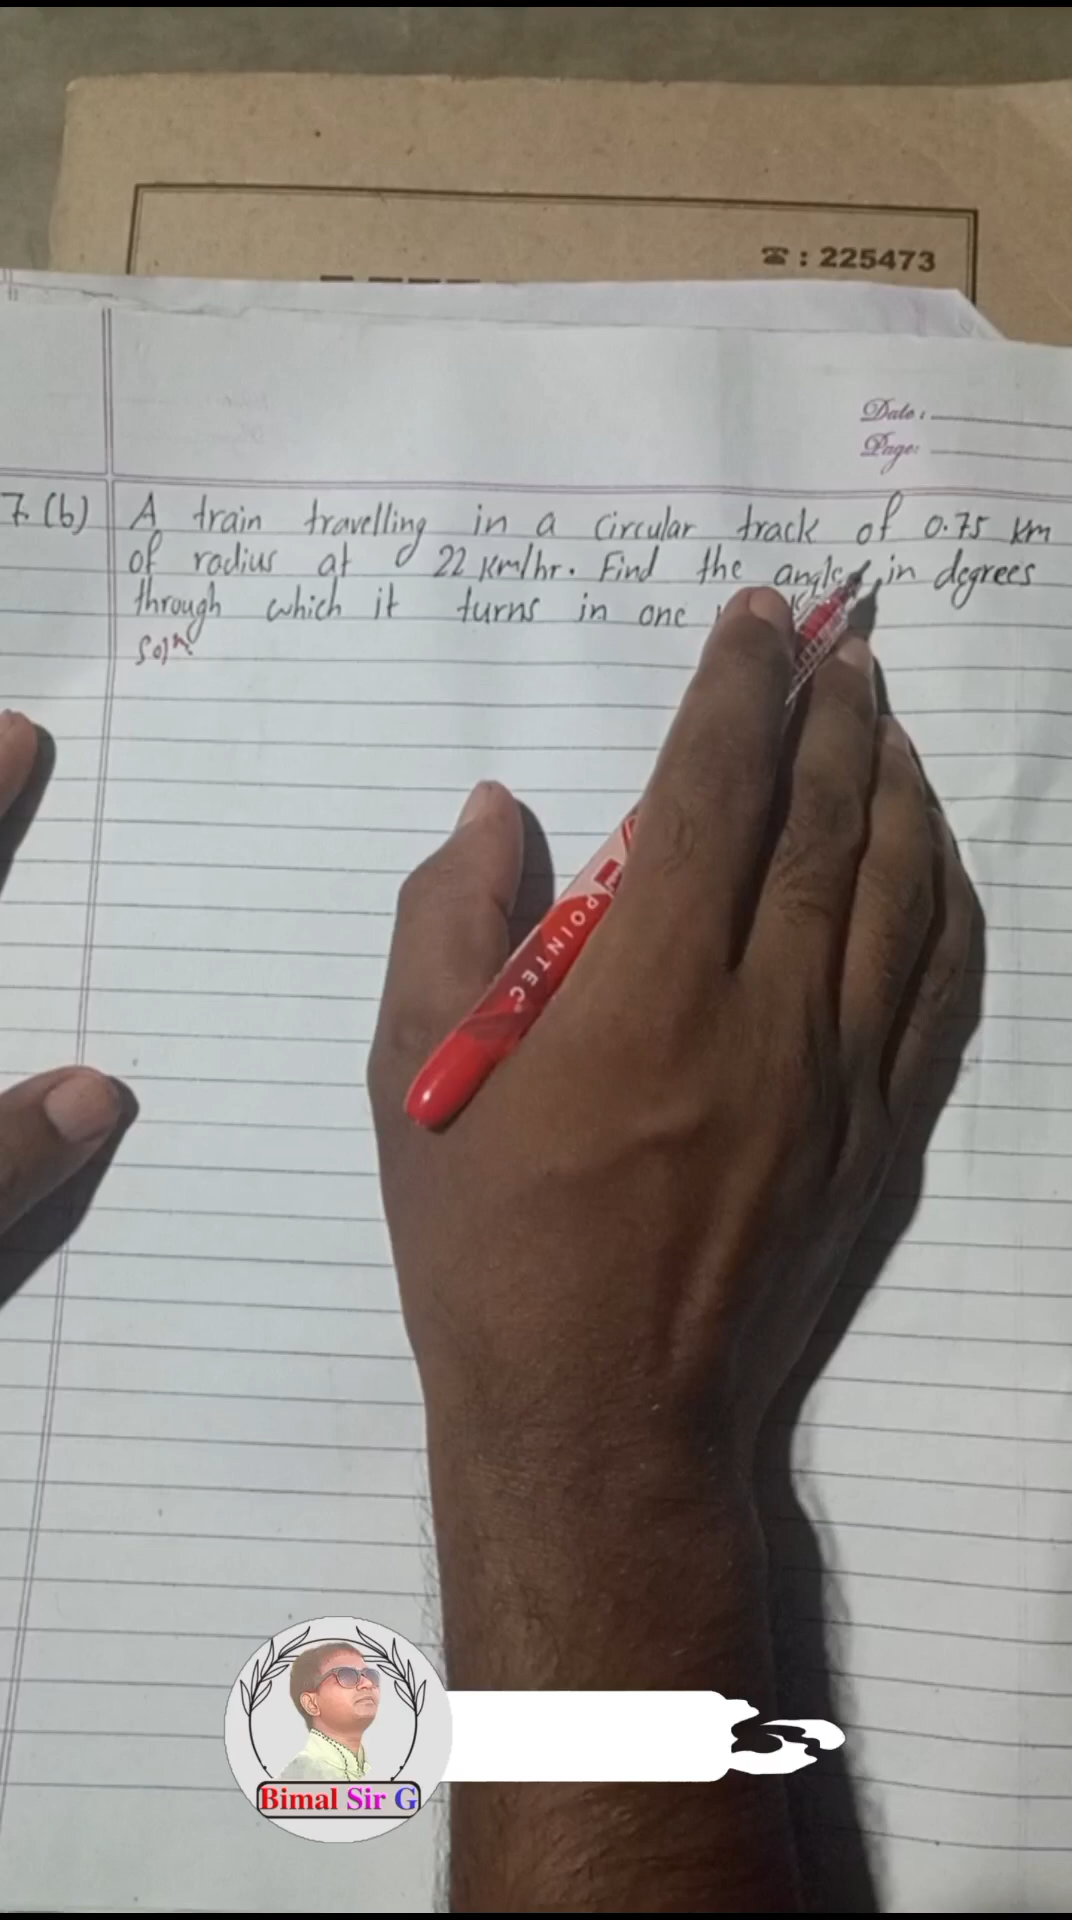 ☎ : 225473
Date :
Page:
7. (b) A train travelling in a circular track of 0.75 km
of radius at 22 km/hr. Find the angle in degrees
through which it turns in one
Soln
POINTEC
Bimal Sir G